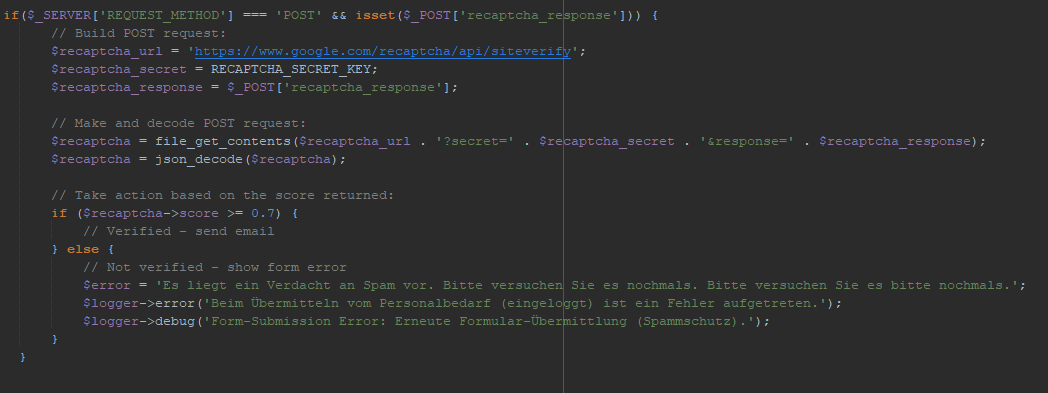 if($_SERVER['REQUEST_METHOD'] === 'POST' && isset($_POST['recaptcha_response'])) {
// Build POST request:
$recaptcha_url = 'https://www.google.com/recaptcha/api/siteverify';
$recaptcha_secret = RECAPTCHA_SECRET_KEY;
$recaptcha_response = $_POST['recaptcha_response'];
// Make and decode POST request:
$recaptcha = file_get_contents($recaptcha_url . '?secret=' . $recaptcha_secret . '&response=' . $recaptcha_response);
$recaptcha = json_decode($recaptcha);
// Take action based on the score returned:
if ($recaptcha->score >= 0.7) {
// Verified - send email
} else {
// Not verified - show form error
$error = 'Es liegt ein Verdacht an Spam vor. Bitte versuchen Sie es nochmals. Bitte versuchen Sie es bitte nochmals.';
$logger->error('Beim Übermitteln vom Personalbedarf (eingeloggt) ist ein Fehler aufgetreten.');
$logger->debug('Form-Submission Error: Erneute Formular-Übermittlung (Spammschutz).');
}
}